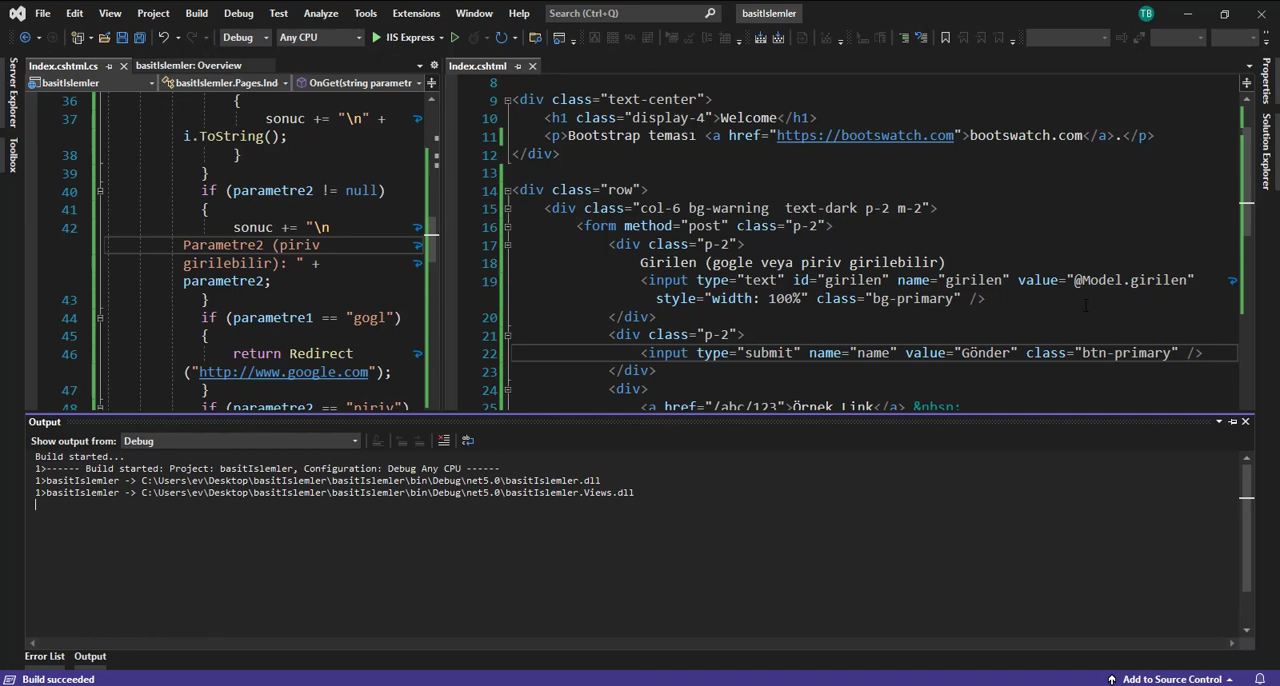 File Edit View Project Build Debug Test Analyze Tools Extensions Window Help Search (Ctrl+Q) basitIslemler TB
Debug Any CPU IIS Express
Server Explorer
Toolbox
Index.cshtml.cs basitIslemler: Overview
basitIslemler basitIslemler.Pages.Ind OnGet(string parametr
36 {
37 sonuc += "\n" +
i.ToString();
38 }
39 }
40 if (parametre2 != null)
41 {
42 sonuc += "\n
Parametre2 (piriv
girilebilir): " +
parametre2;
43 }
44 if (parametre1 == "gogl")
45 {
46 return Redirect
("http://www.google.com");
47 }
48 if (parametre2 == "piriv")
Index.cshtml
8
9 <div class="text-center">
10 <h1 class="display-4">Welcome</h1>
11 <p>Bootstrap teması <a href="https://bootswatch.com">bootswatch.com</a>.</p>
12 </div>
13
14 <div class="row">
15 <div class="col-6 bg-warning  text-dark p-2 m-2">
16 <form method="post" class="p-2">
17 <div class="p-2">
18 Girilen (gogle veya piriv girilebilir)
19 <input type="text" id="girilen" name="girilen" value="@Model.girilen"
style="width: 100%" class="bg-primary" />
20 </div>
21 <div class="p-2">
22 <input type="submit" name="name" value="Gönder" class="btn-primary" />
23 </div>
24 <div>
25 <a href="/abc/123">Örnek Link</a> &nbsn;
Properties
Solution Explorer
Output
Show output from: Debug
Build started...
1>------ Build started: Project: basitIslemler, Configuration: Debug Any CPU ------
1>basitIslemler -> C:\Users\ev\Desktop\basitIslemler\basitIslemler\bin\Debug\net5.0\basitIslemler.dll
1>basitIslemler -> C:\Users\ev\Desktop\basitIslemler\basitIslemler\bin\Debug\net5.0\basitIslemler.Views.dll
Error List Output
Build succeeded Add to Source Control